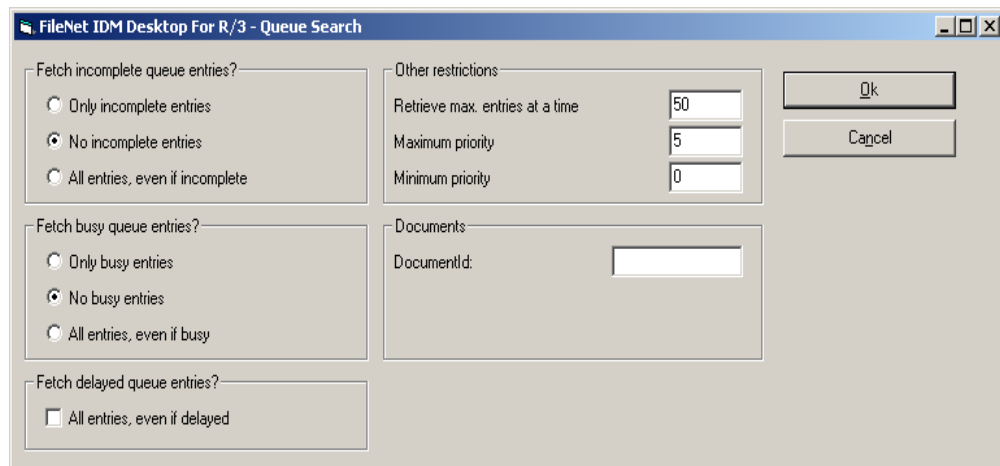 FileNet IDM Desktop For R/3 - Queue Search
Fetch incomplete queue entries?
Only incomplete entries
No incomplete entries
All entries, even if incomplete
Fetch busy queue entries?
Only busy entries
No busy entries
All entries, even if busy
Fetch delayed queue entries?
All entries, even if delayed
Other restrictions
Retrieve max. entries at a time 50
Maximum priority 5
Minimum priority 0
Documents
DocumentId:
Ok
Cancel